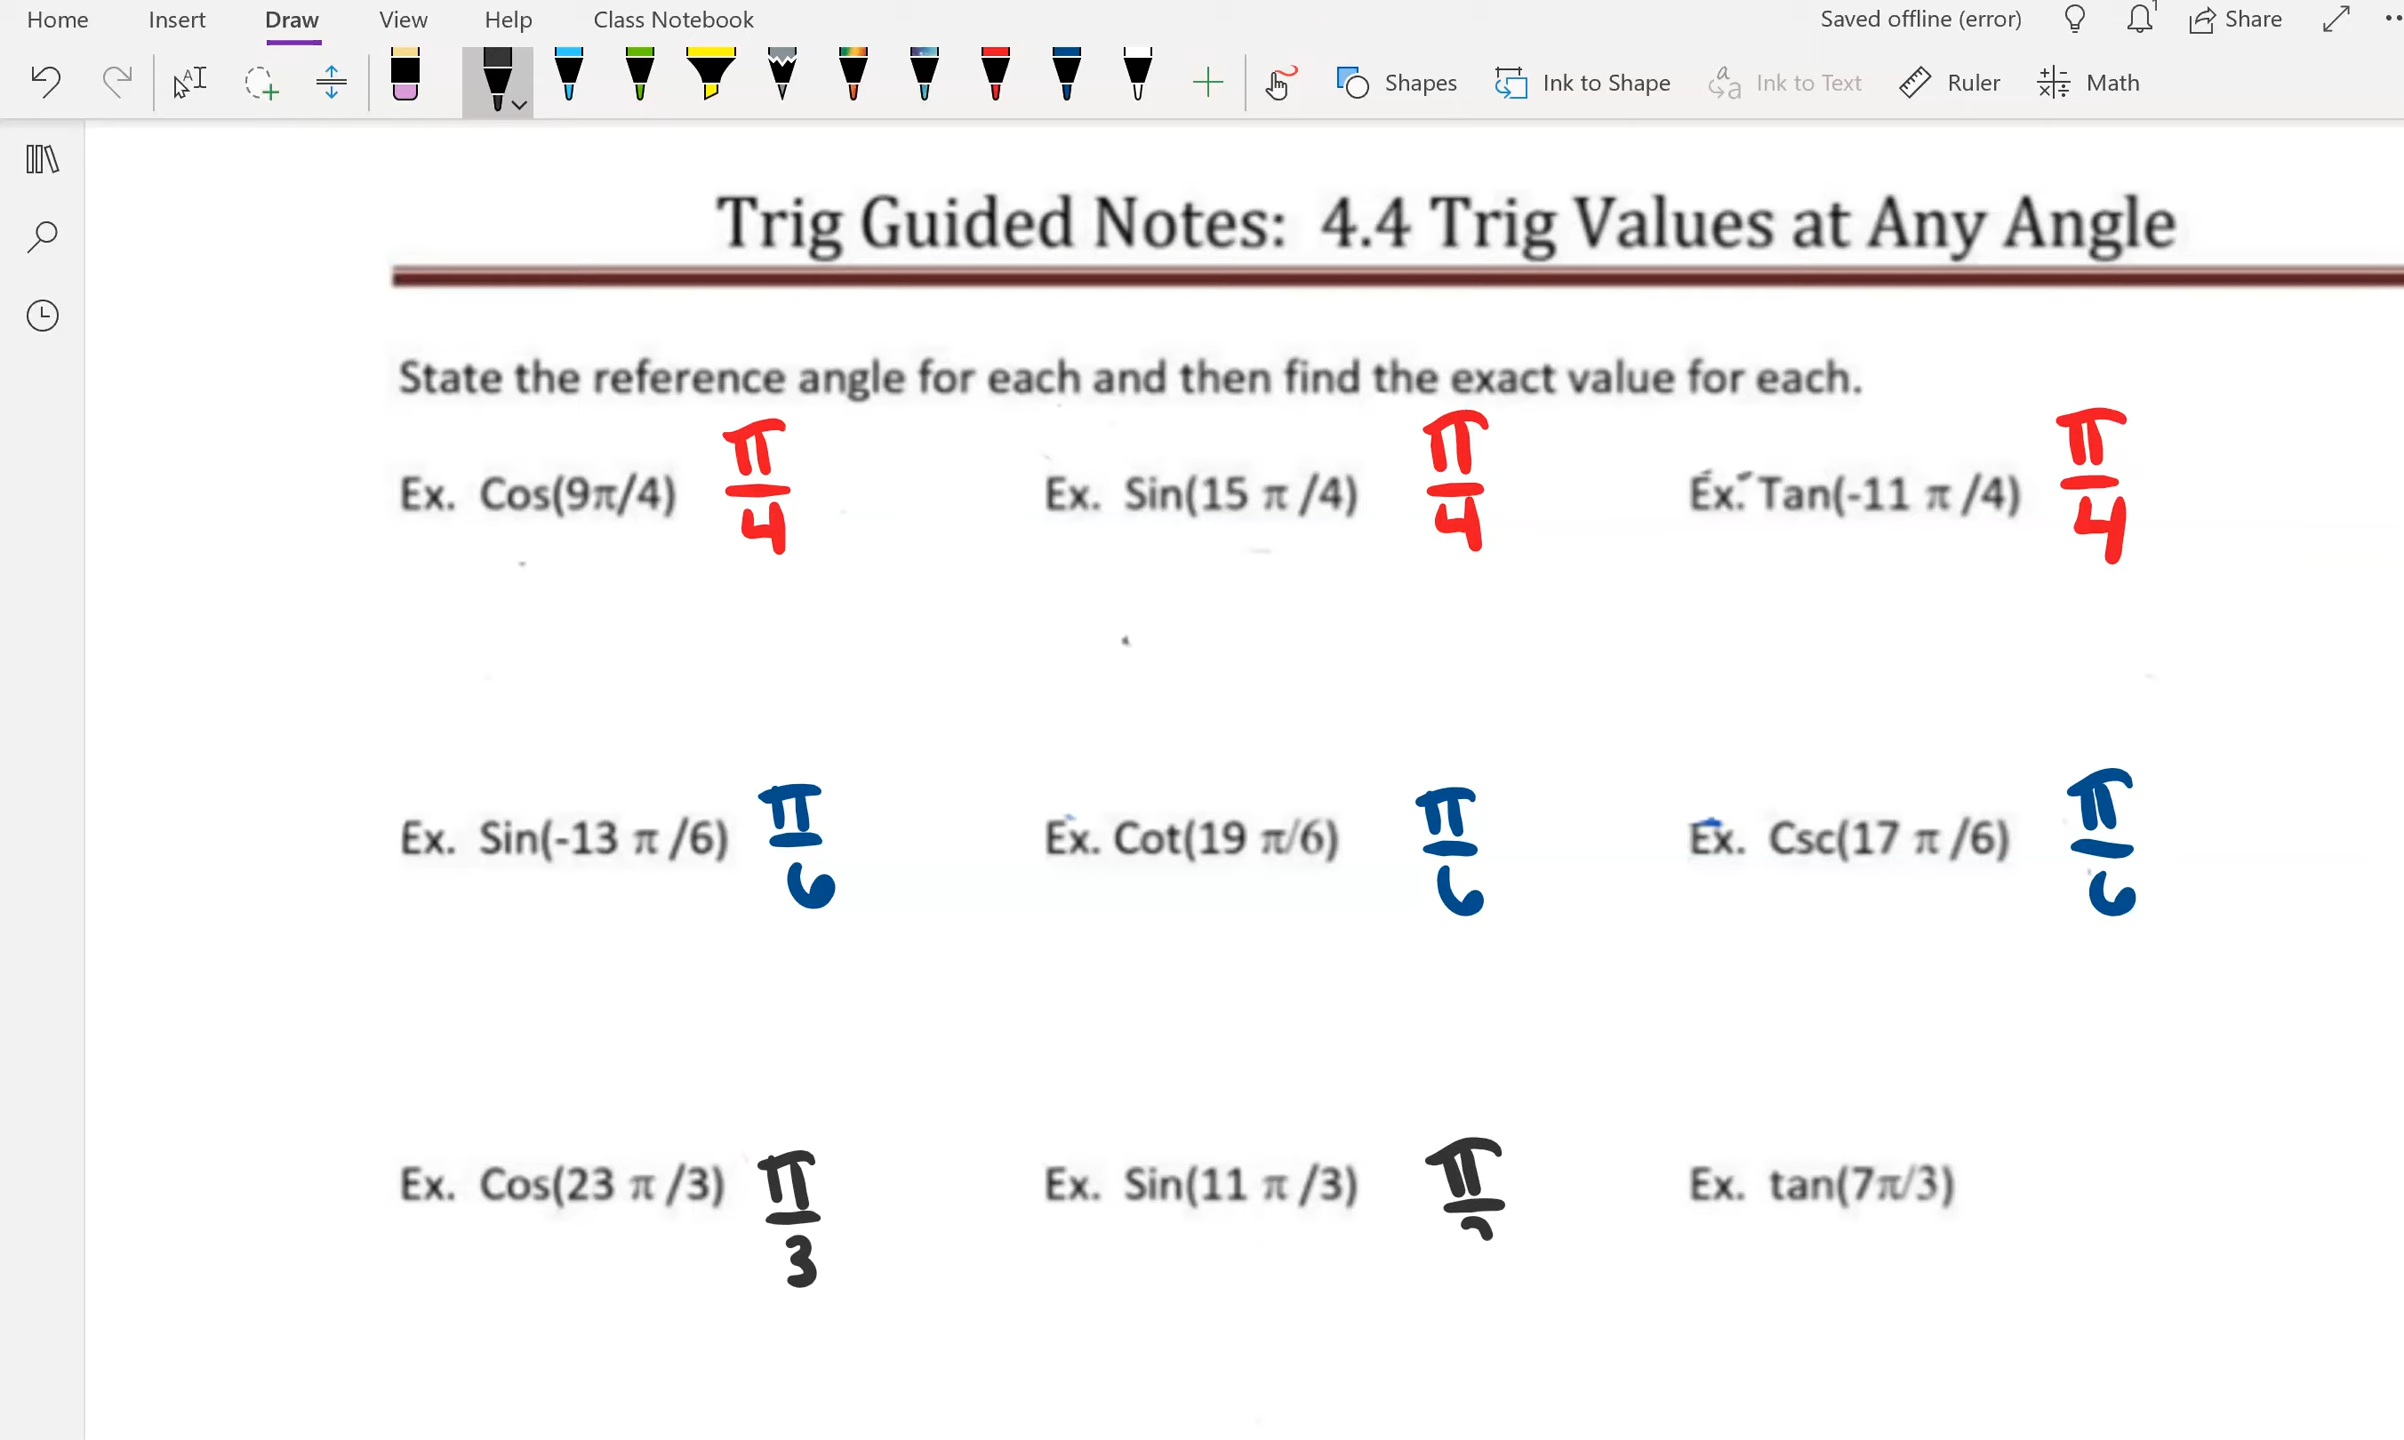 Home Insert Draw View Help Class Notebook Saved offline (error) 1 Share
Shapes Ink to Shape Ink to Text Ruler Math
Trig Guided Notes: 4.4 Trig Values at Any Angle
State the reference angle for each and then find the exact value for each.
Ex. Cos(9π/4) π/4 Ex. Sin(15 π /4) π/4 Ex. Tan(-11 π /4) π/4
Ex. Sin(-13 π /6) π/6 Ex. Cot(19 π/6) π/6 Ex. Csc(17 π /6) π/6
Ex. Cos(23 π /3) π/3 Ex. Sin(11 π /3) π Ex. tan(7π/3)